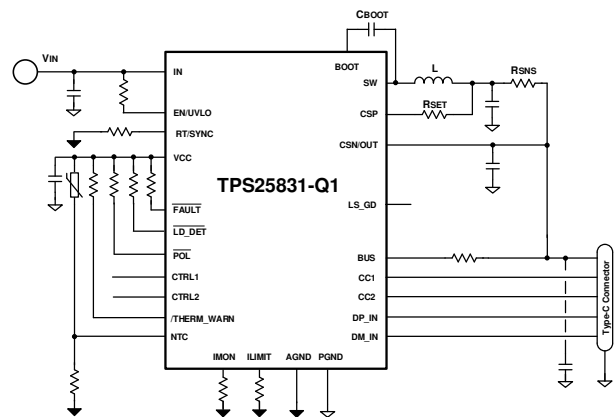 CBOOT
VIN
IN
BOOT
SW
L
RSNS
EN/UVLO
CSP
RSET
RT/SYNC
VCC
CSN/OUT
TPS25831-Q1
FAULT
LS_GD
LD_DET
POL
BUS
CTRL1
CC1
CTRL2
CC2
/THERM_WARN
DP_IN
NTC
DM_IN
Type-C Connector
IMON
ILIMIT
AGND
PGND